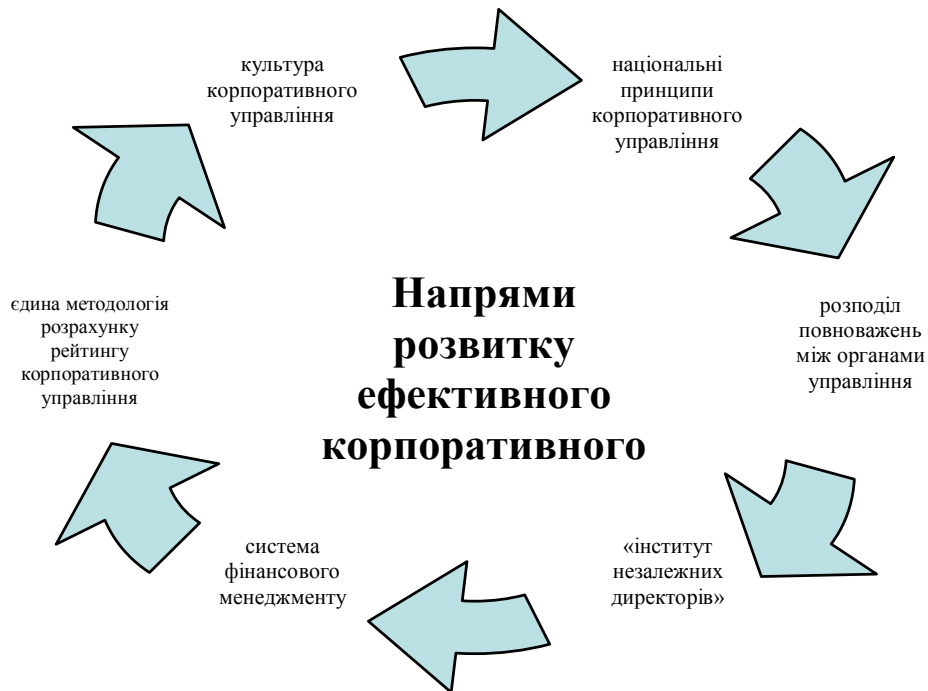 культура
корпоративного
управління
національні
принципи
корпоративного
управління
розподіл
повноважень
між органами
управління
«інститут
незалежних
директорів»
система
фінансового
менеджменту
єдина методологія
розрахунку
рейтингу
корпоративного
управління
Напрями
розвитку
ефективного
корпоративного